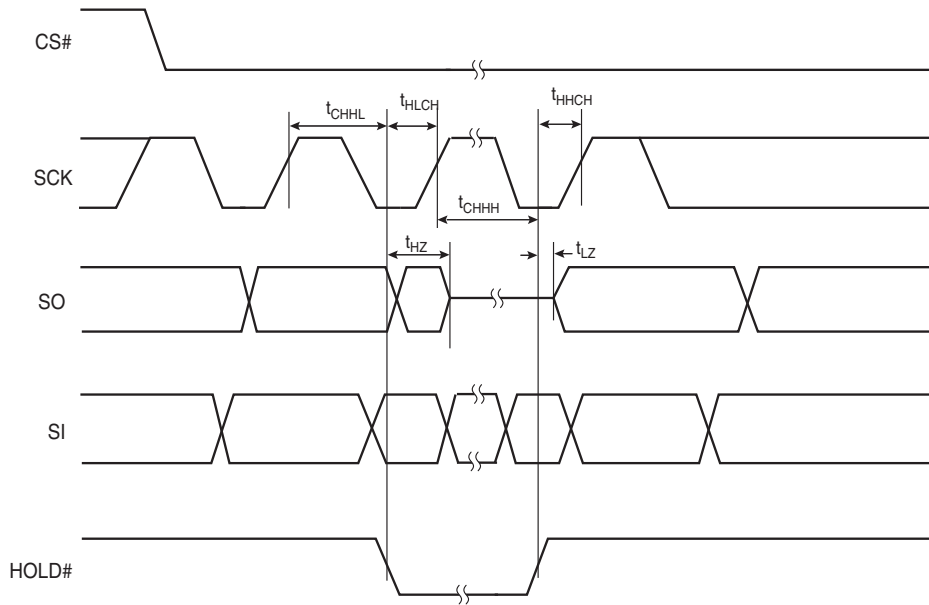 CS#
tCHHL
tHLCH
tHHCH
SCK
tCHHH
tHZ
tLZ
SO
SI
HOLD#